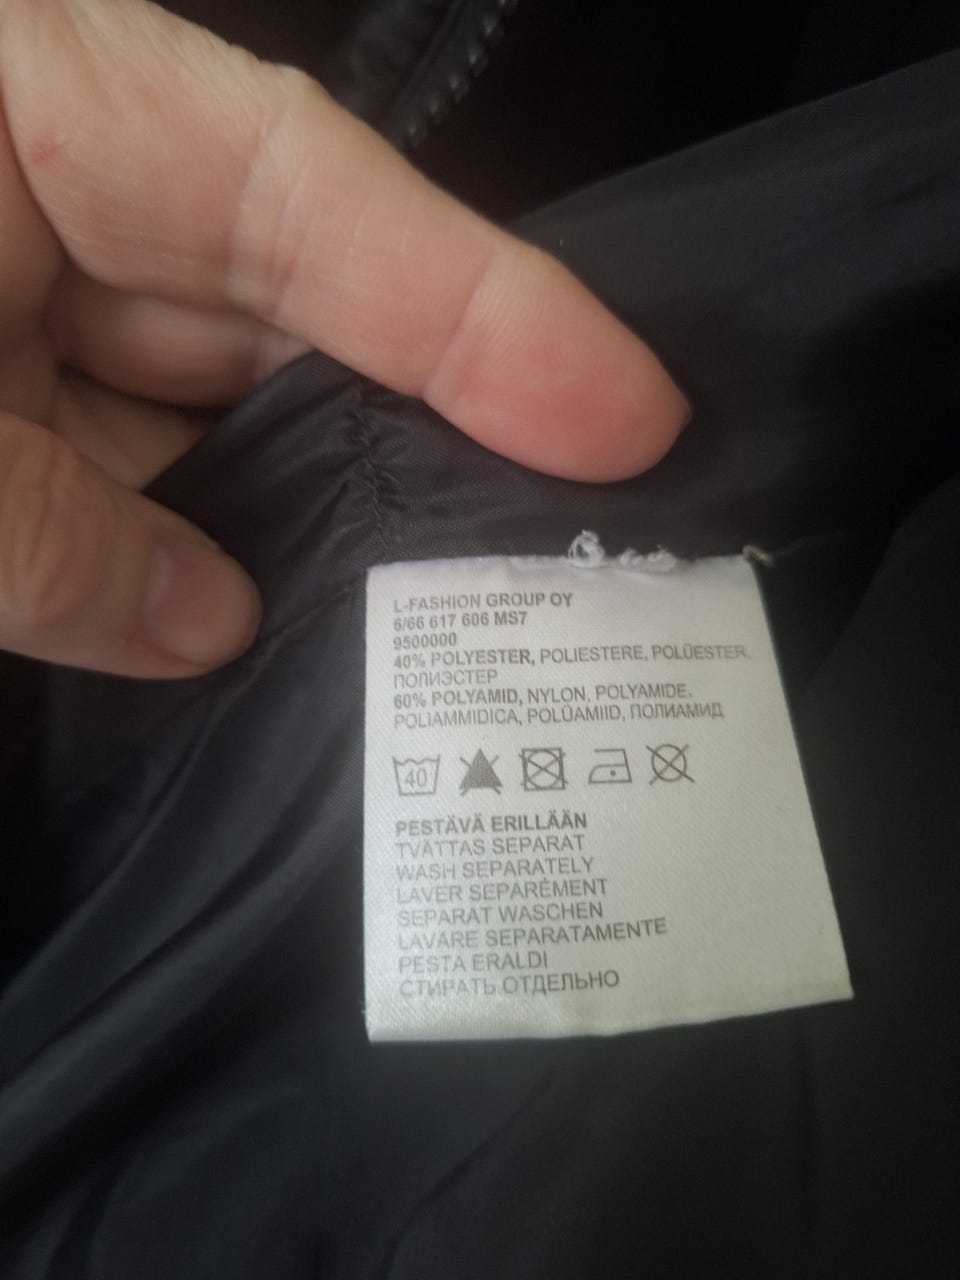 L-FASHION GROUP OY
6/66 617 606 MS7
9500000
40% POLYESTER, POLIESTERE, POLÜESTER.
ПОЛИЭСТЕР
60% POLYAMID, NYLON, POLYAMIDE.
POLIAMMIDICA, POLÜAMIID, ПОЛИАМИД
40
PESTÄVÄ ERILLÄÄN
TVÄTTAS SEPARAT
WASH SEPARATELY
LAVER SEPARÉMENT
SEPARAT WASCHEN
LAVARE SEPARATAMENTE
PESTA ERALDI
СТИРАТЬ ОТДЕЛЬНО